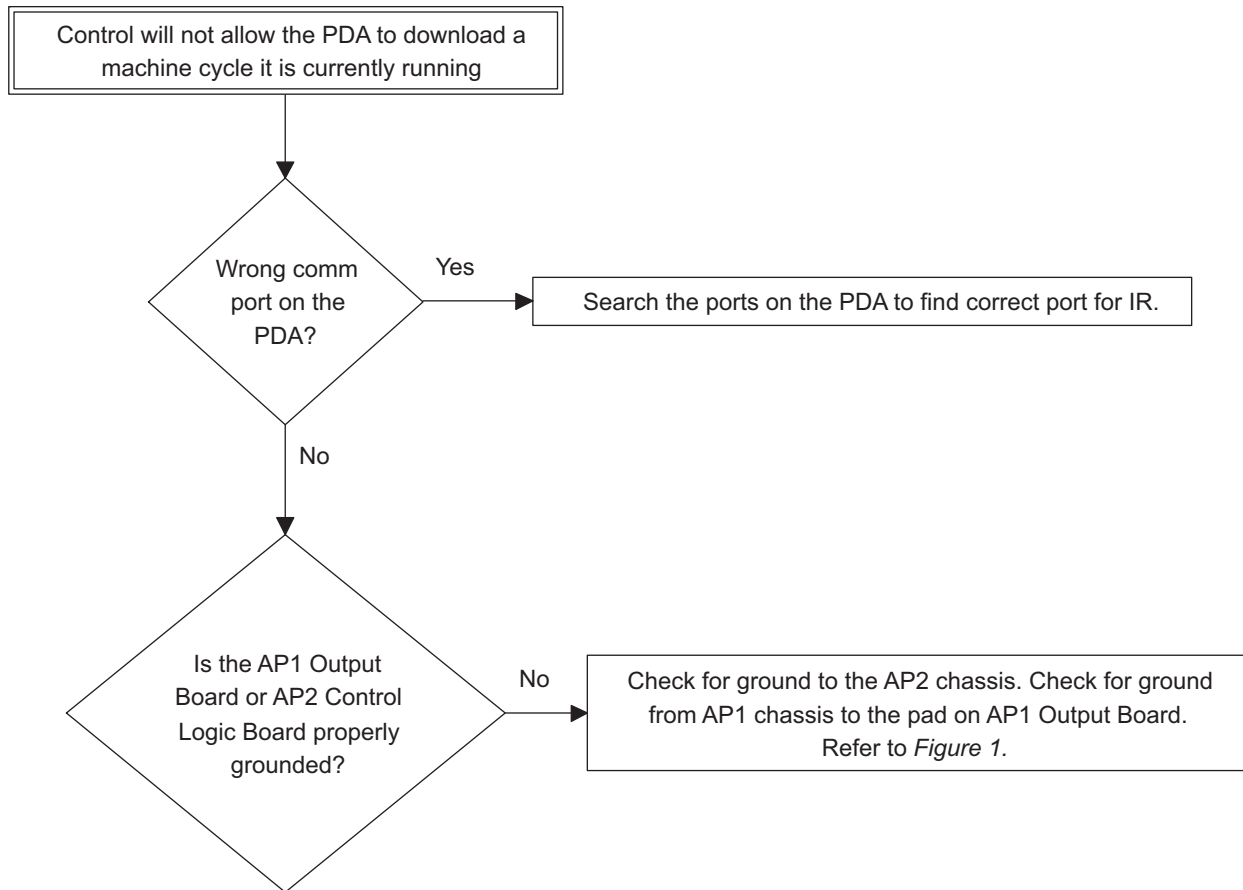 Control will not allow the PDA to download a
machine cycle it is currently running
Wrong comm
port on the
PDA?
Yes
Search the ports on the PDA to find correct port for IR.
No
Is the AP1 Output
Board or AP2 Control
Logic Board properly
grounded?
No
Check for ground to the AP2 chassis. Check for ground
from AP1 chassis to the pad on AP1 Output Board.
Refer to Figure 1.